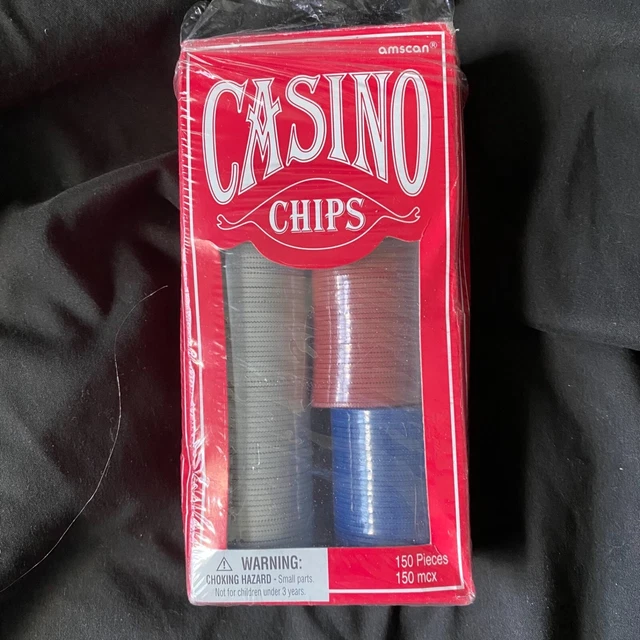 amscan®
CASINO
CHIPS
WARNING:
CHOKING HAZARD - Small parts
Not for children under 3 years.
150 Pieces
150 mcx